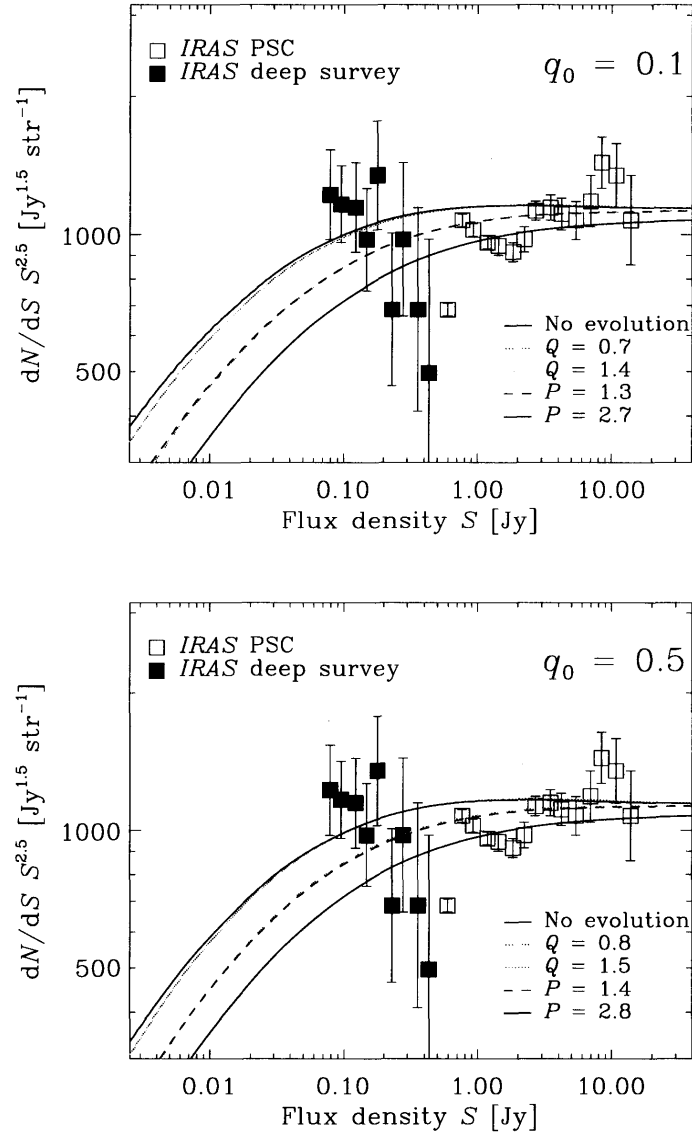 IRAS PSC
IRAS deep survey
q₀ = 0.1
dN/dS S^2.5 [Jy^1.5 str^−1]
1000
500
No evolution
Q = 0.7
Q = 1.4
P = 1.3
P = 2.7
0.01 0.10 1.00 10.00
Flux density S [Jy]
IRAS PSC
IRAS deep survey
q₀ = 0.5
dN/dS S^2.5 [Jy^1.5 str^−1]
1000
500
No evolution
Q = 0.8
Q = 1.5
P = 1.4
P = 2.8
0.01 0.10 1.00 10.00
Flux density S [Jy]